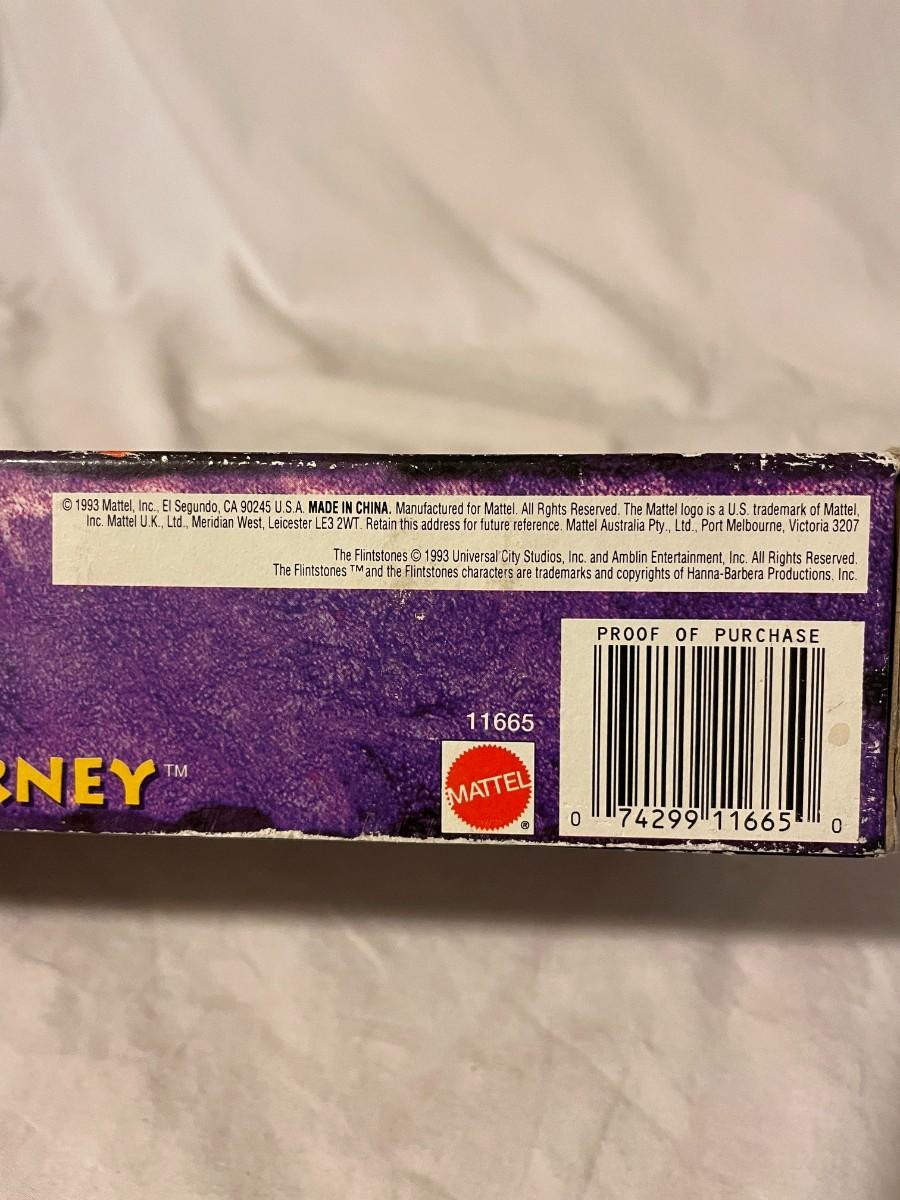 © 1993 Mattel, Inc., El Segundo, CA 90245 U.S.A. MADE IN CHINA. Manufactured for Mattel. All Rights Reserved. The Mattel logo is a U.S. trademark of Mattel,
Inc. Mattel U.K., Ltd., Meridian West, Leicester LE3 2WT. Retain this address for future reference. Mattel Australia Pty., Ltd., Port Melbourne, Victoria 3207
The Flintstones © 1993 Universal City Studios, Inc. and Amblin Entertainment, Inc. All Rights Reserved.
The Flintstones ™ and the Flintstones characters are trademarks and copyrights of Hanna-Barbera Productions, Inc.
PROOF OF PURCHASE
11665
RNEY™
MATTEL®
0 74299 11665 0